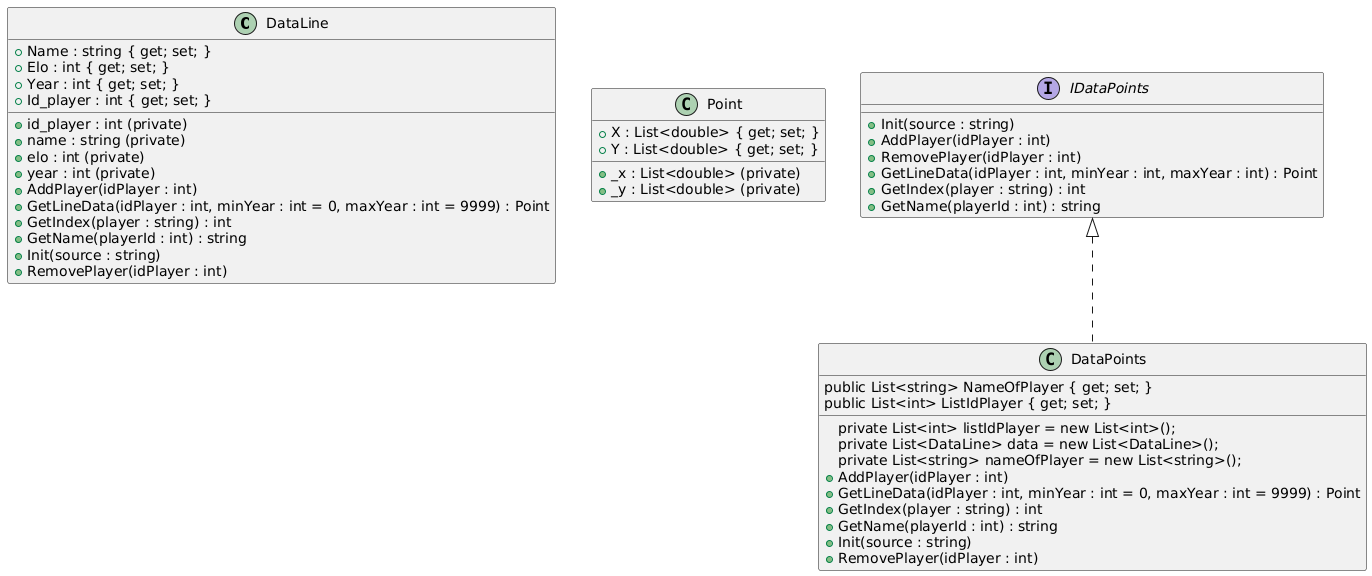 C DataLine
Name : string { get; set; }
Elo : int { get; set; }
Year : int { get; set; }
Id_player : int { get; set; }
id_player : int (private)
name : string (private)
elo : int (private)
year : int (private)
AddPlayer(idPlayer : int)
GetLineData(idPlayer : int, minYear : int = 0, maxYear : int = 9999) : Point
GetIndex(player : string) : int
GetName(playerId : int) : string
Init(source : string)
RemovePlayer(idPlayer : int)
C Point
X : List<double> { get; set; }
Y : List<double> { get; set; }
_x : List<double> (private)
_y : List<double> (private)
I IDataPoints
Init(source : string)
AddPlayer(idPlayer : int)
RemovePlayer(idPlayer : int)
GetLineData(idPlayer : int, minYear : int, maxYear : int) : Point
GetIndex(player : string) : int
GetName(playerId : int) : string
C DataPoints
public List<string> NameOfPlayer { get; set; }
public List<int> ListIdPlayer { get; set; }
private List<int> listIdPlayer = new List<int>();
private List<DataLine> data = new List<DataLine>();
private List<string> nameOfPlayer = new List<string>();
AddPlayer(idPlayer : int)
GetLineData(idPlayer : int, minYear : int = 0, maxYear : int = 9999) : Point
GetIndex(player : string) : int
GetName(playerId : int) : string
Init(source : string)
RemovePlayer(idPlayer : int)